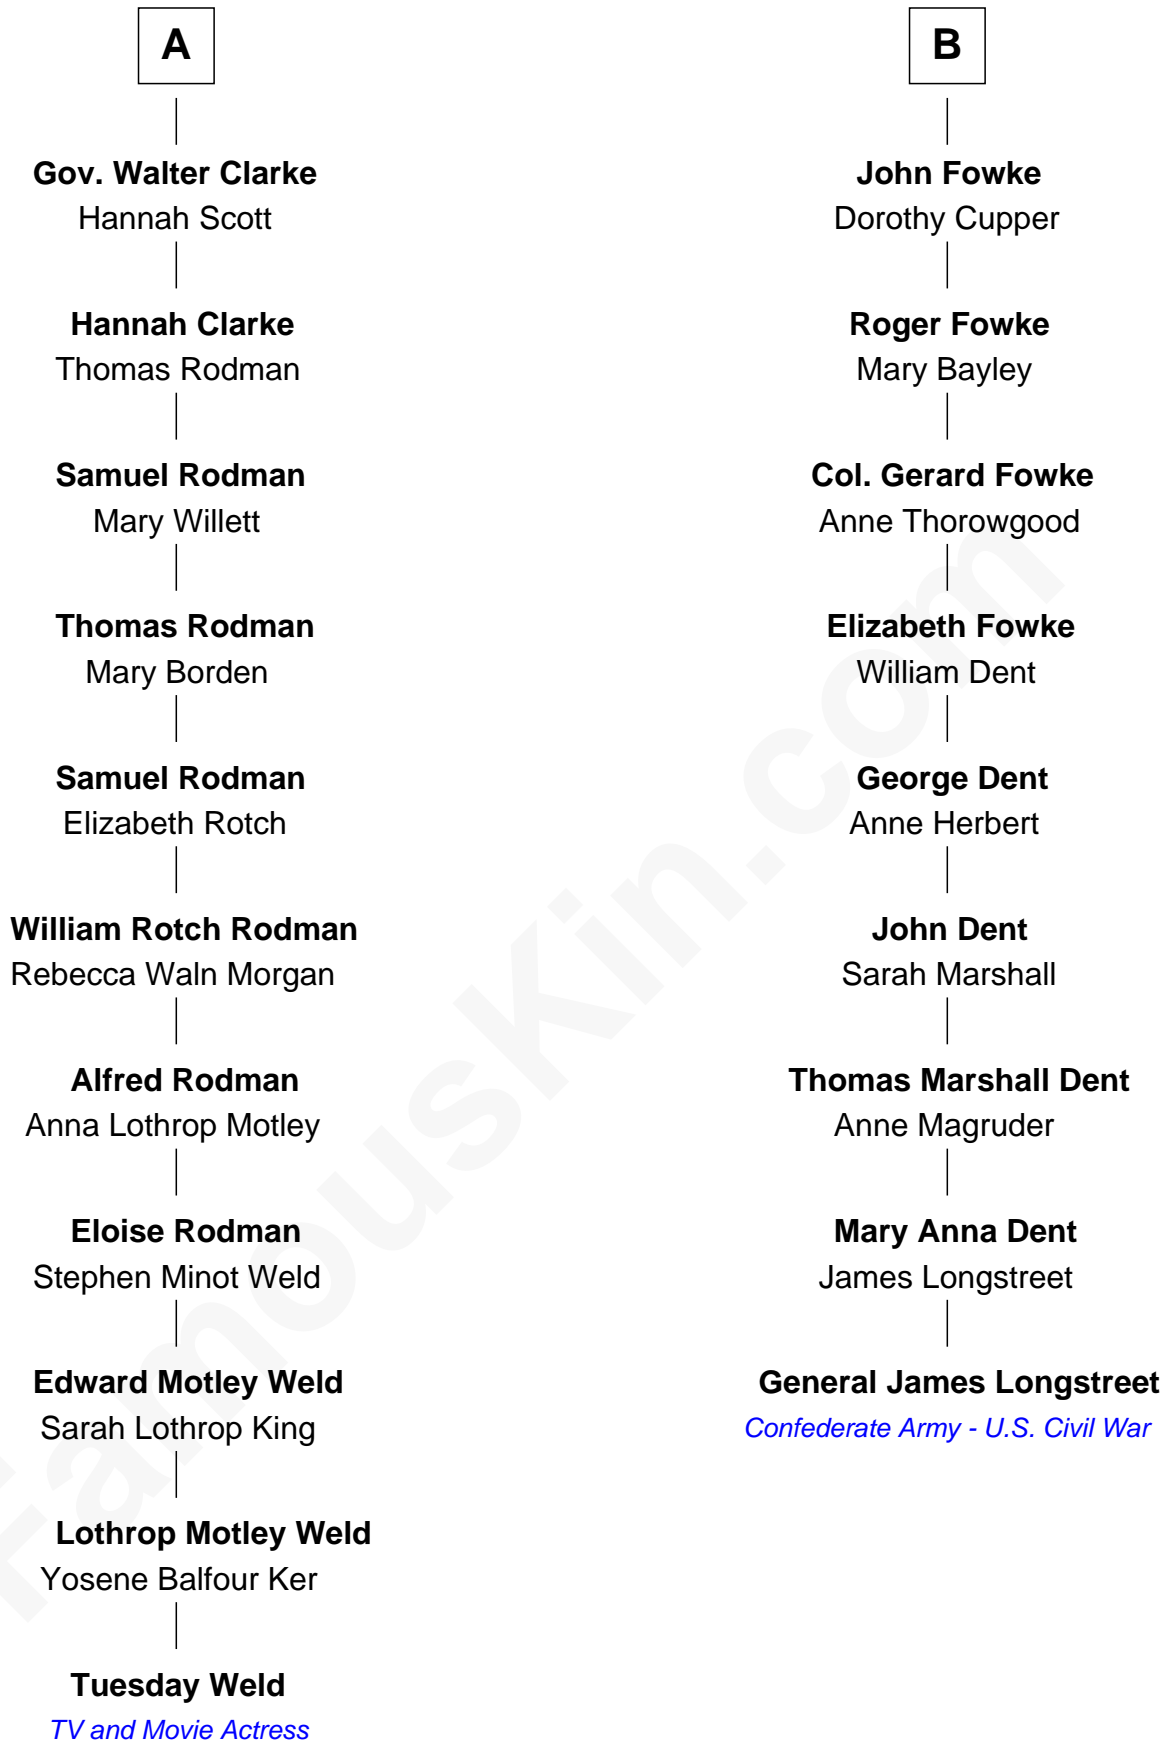 A
Gov. Walter Clarke
Hannah Scott
Hannah Clarke
Thomas Rodman
Samuel Rodman
Mary Willett
Thomas Rodman
Mary Borden
Samuel Rodman
Elizabeth Rotch
William Rotch Rodman
Rebecca Waln Morgan
Alfred Rodman
Anna Lothrop Motley
Eloise Rodman
Stephen Minot Weld
Edward Motley Weld
Sarah Lothrop King
Lothrop Motley Weld
Yosene Balfour Ker
Tuesday Weld
TV and Movie Actress
B
John Fowke
Dorothy Cupper
Roger Fowke
Mary Bayley
Col. Gerard Fowke
Anne Thorowgood
Elizabeth Fowke
William Dent
George Dent
Anne Herbert
John Dent
Sarah Marshall
Thomas Marshall Dent
Anne Magruder
Mary Anna Dent
James Longstreet
General James Longstreet
Confederate Army - U.S. Civil War
FamousKin.com